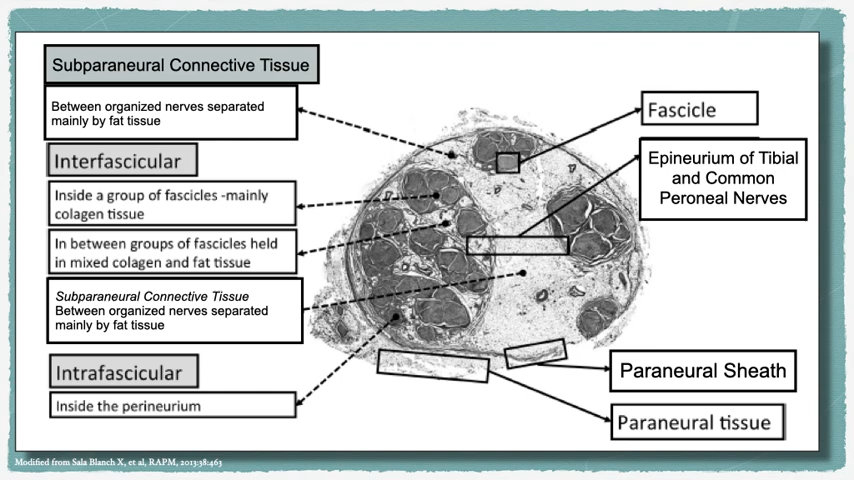 Subparaneural Connective Tissue
Between organized nerves separated
mainly by fat tissue
Interfascicular
Inside a group of fascicles -mainly
colagen tissue
In between groups of fascicles held
in mixed colagen and fat tissue
Subparaneural Connective Tissue
Between organized nerves separated
mainly by fat tissue
Intrafascicular
Inside the perineurium
Fascicle
Epineurium of Tibial
and Common
Peroneal Nerves
Paraneural Sheath
Paraneural tissue
Modified from Sala Blanch X, et al, RAPM, 2013:38:463